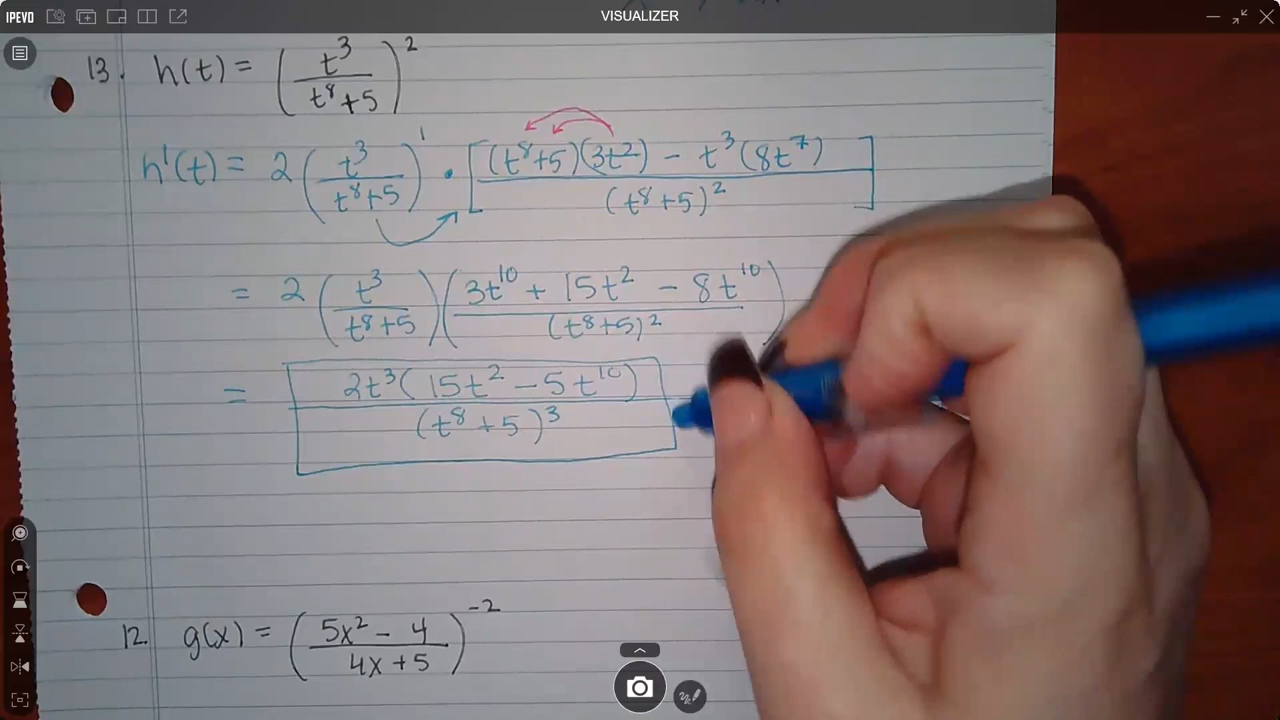 IPEVO VISUALIZER
13. h(t) = (t³/(t⁸+5))²
h'(t) = 2(t³/(t⁸+5))¹ · [((t⁸+5)(3t²) - t³(8t⁷))/(t⁸+5)²]
= 2(t³/(t⁸+5))((3t¹⁰ + 15t² - 8t¹⁰)/(t⁸+5)²)
= 2t³(15t² - 5t¹⁰)/(t⁸+5)³
12. g(x) = ((5x² - 4)/(4x+5))⁻²